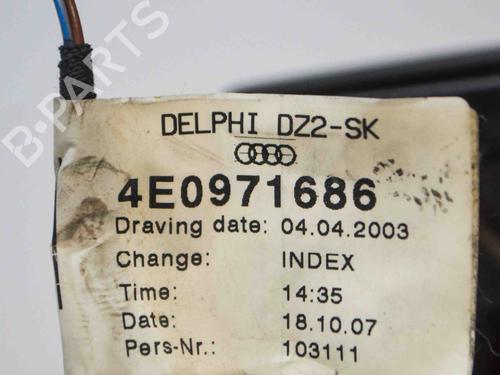 B-PARTS
DELPHI DZ2-SK
4E0971686
Draving date: 04.04.2003
Change: INDEX
Time: 14:35
Date: 18.10.07
Pers-Nr.: 103111